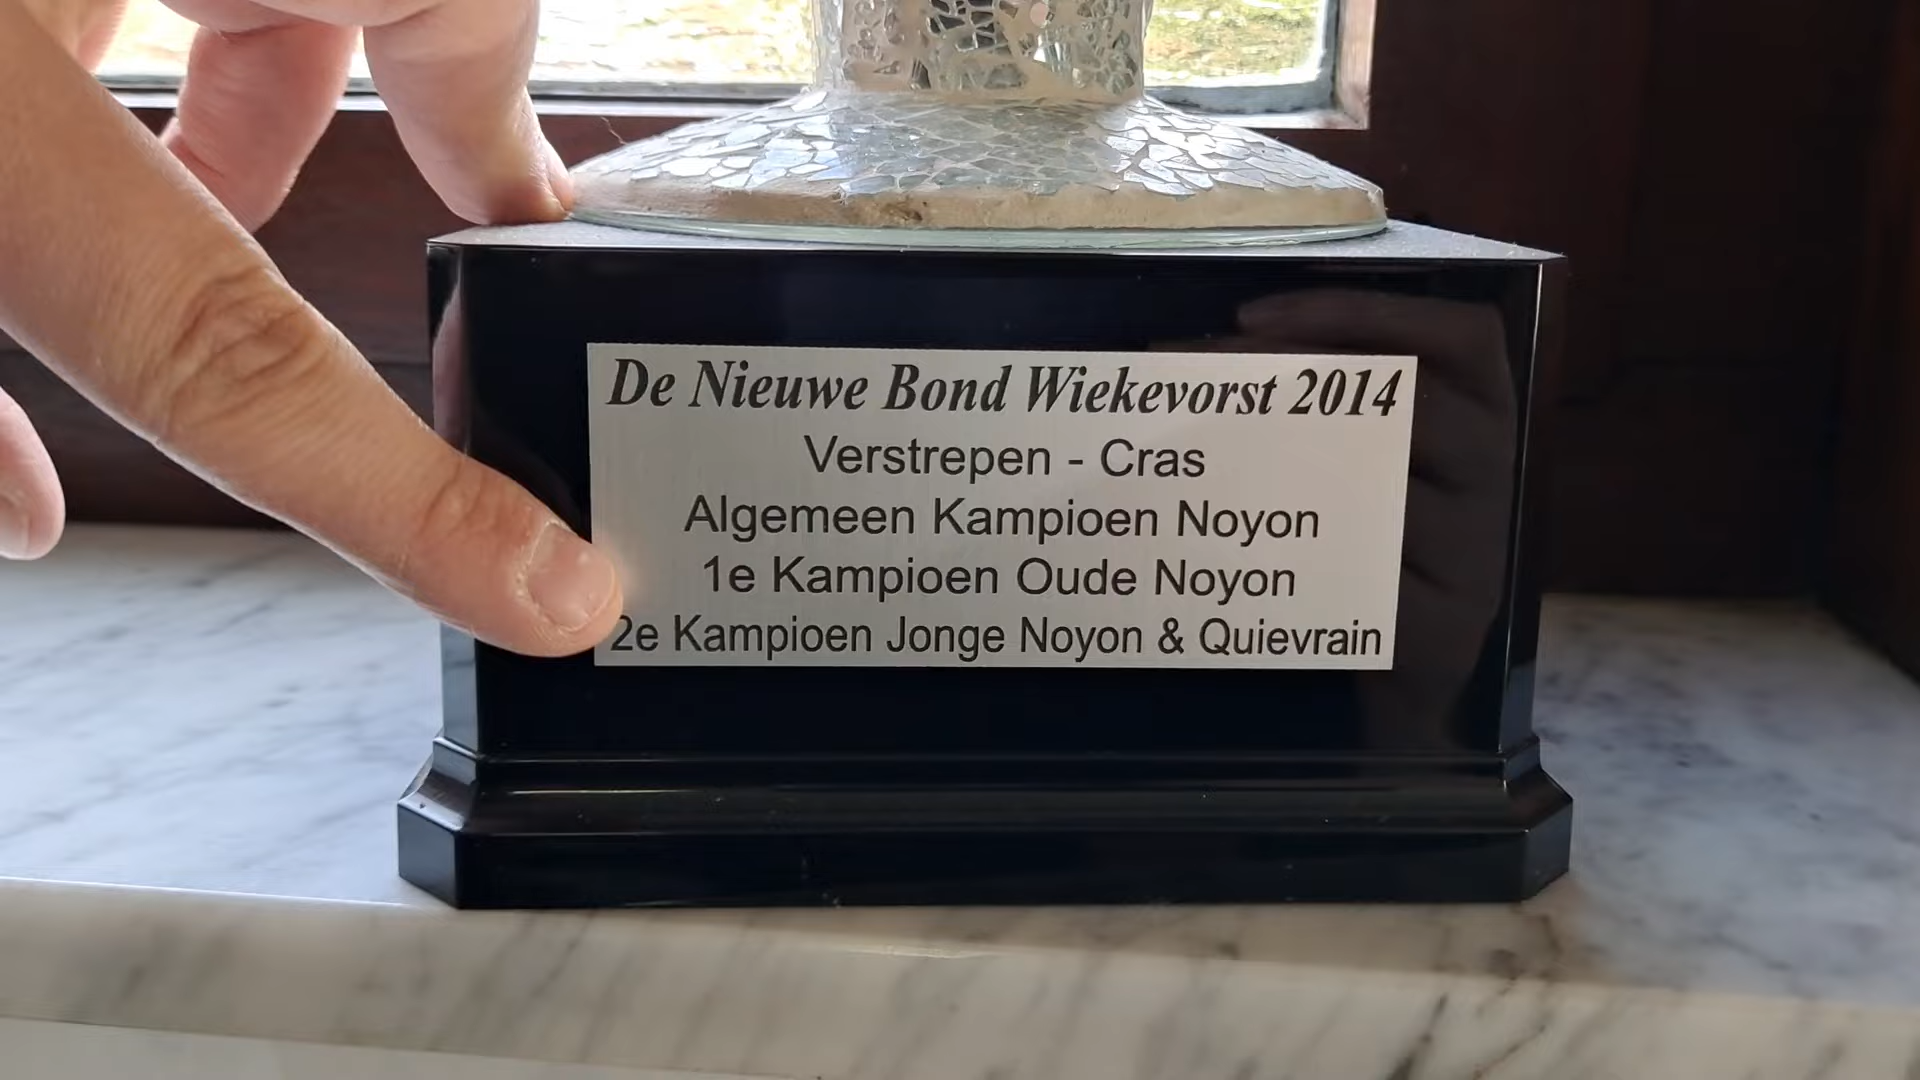 De Nieuwe Bond Wiekevorst 2014
Verstrepen - Cras
Algemeen Kampioen Noyon
1e Kampioen Oude Noyon
2e Kampioen Jonge Noyon & Quievrain